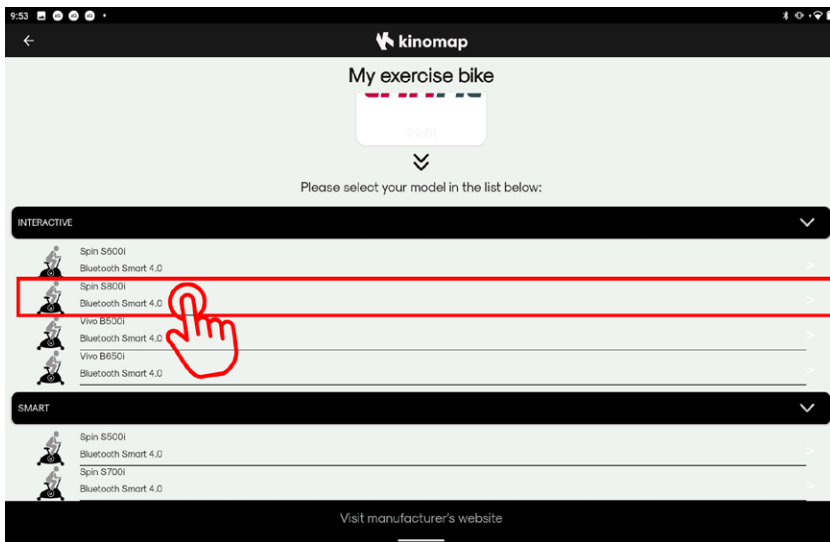 9:53
kinomap
My exercise bike
Trinfit
Please select your model in the list below:
INTERACTIVE
Spin S600i
Bluetooth Smart 4.0
Spin S800i
Bluetooth Smart 4.0
Vivo B500i
Bluetooth Smart 4.0
Vivo B650i
Bluetooth Smart 4.0
SMART
Spin S500i
Bluetooth Smart 4.0
Spin S700i
Bluetooth Smart 4.0
Visit manufacturer's website